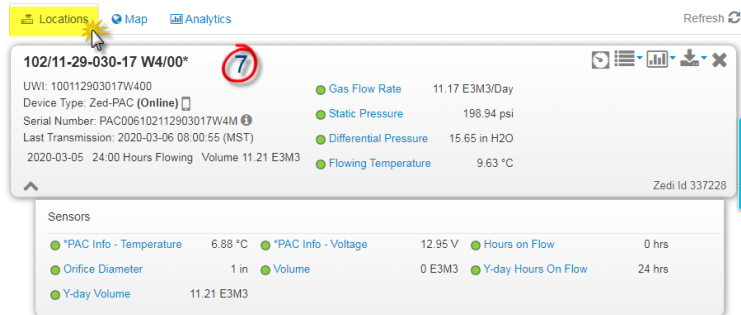 Locations Map Analytics Refresh
102/11-29-030-17 W4/00* 7
UWI: 100112903017W400
Device Type: Zed-PAC (Online)
Serial Number: PAC006102112903017W4M
Last Transmission: 2020-03-06 08:00:55 (MST)
2020-03-05 24:00 Hours Flowing Volume 11.21 E3M3
Gas Flow Rate 11.17 E3M3/Day
Static Pressure 198.94 psi
Differential Pressure 15.65 in H2O
Flowing Temperature 9.63 °C
Zedi Id 337228
Sensors
*PAC Info - Temperature 6.88 °C *PAC Info - Voltage 12.95 V Hours on Flow 0 hrs
Orifice Diameter 1 in Volume 0 E3M3 Y-day Hours On Flow 24 hrs
Y-day Volume 11.21 E3M3